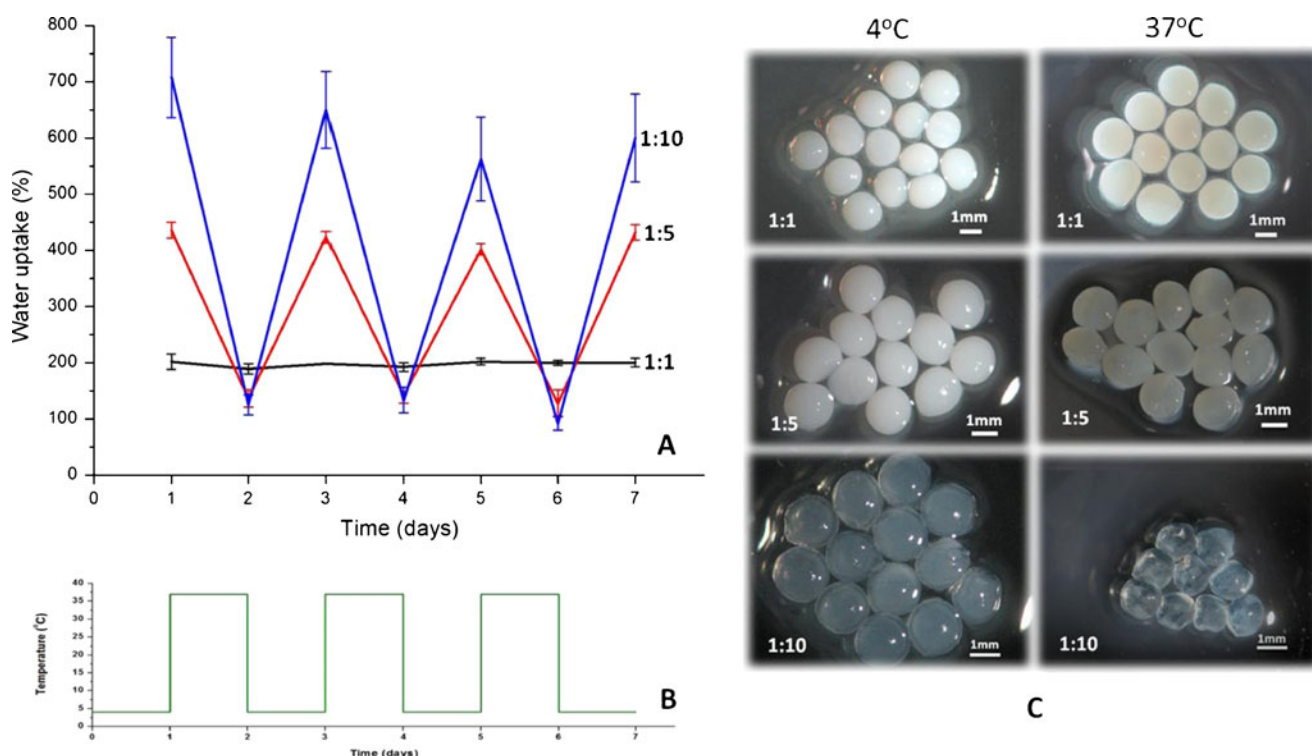 800
700
600
500
400
300
200
100
0
Water uptake (%)
1:10
1:5
1:1
A
0 1 2 3 4 5 6 7
Time (days)
40
35
30
25
20
15
10
5
0
Temperature (°C)
B
0 1 2 3 4 5 6 7
Time (days)
4°C 37°C
1:1 1mm 1:1 1mm
1:5 1mm 1:5 1mm
1:10 1mm 1:10 1mm
C